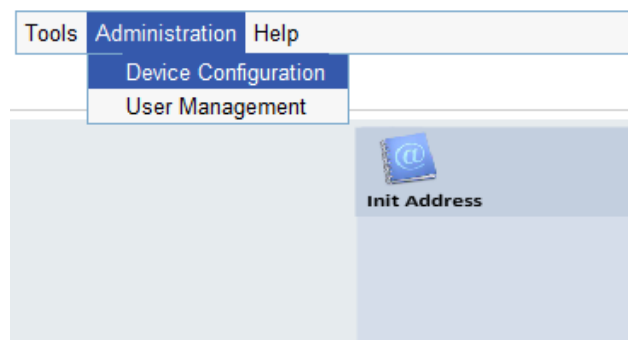 Tools Administration Help
Device Configuration
User Management
@
Init Address